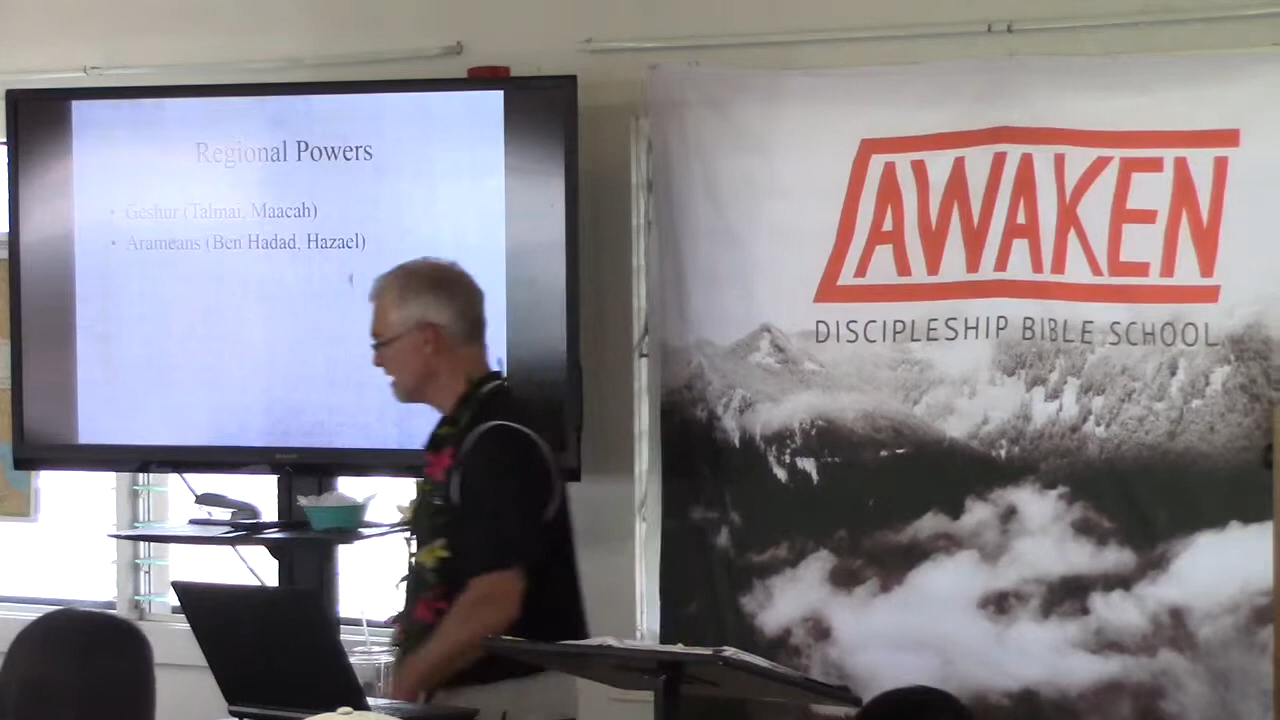 Regional Powers
• Geshur (Talmai, Maacah)
• Arameans (Ben Hadad, Hazael)
AWAKEN
DISCIPLESHIP BIBLE SCHOOL